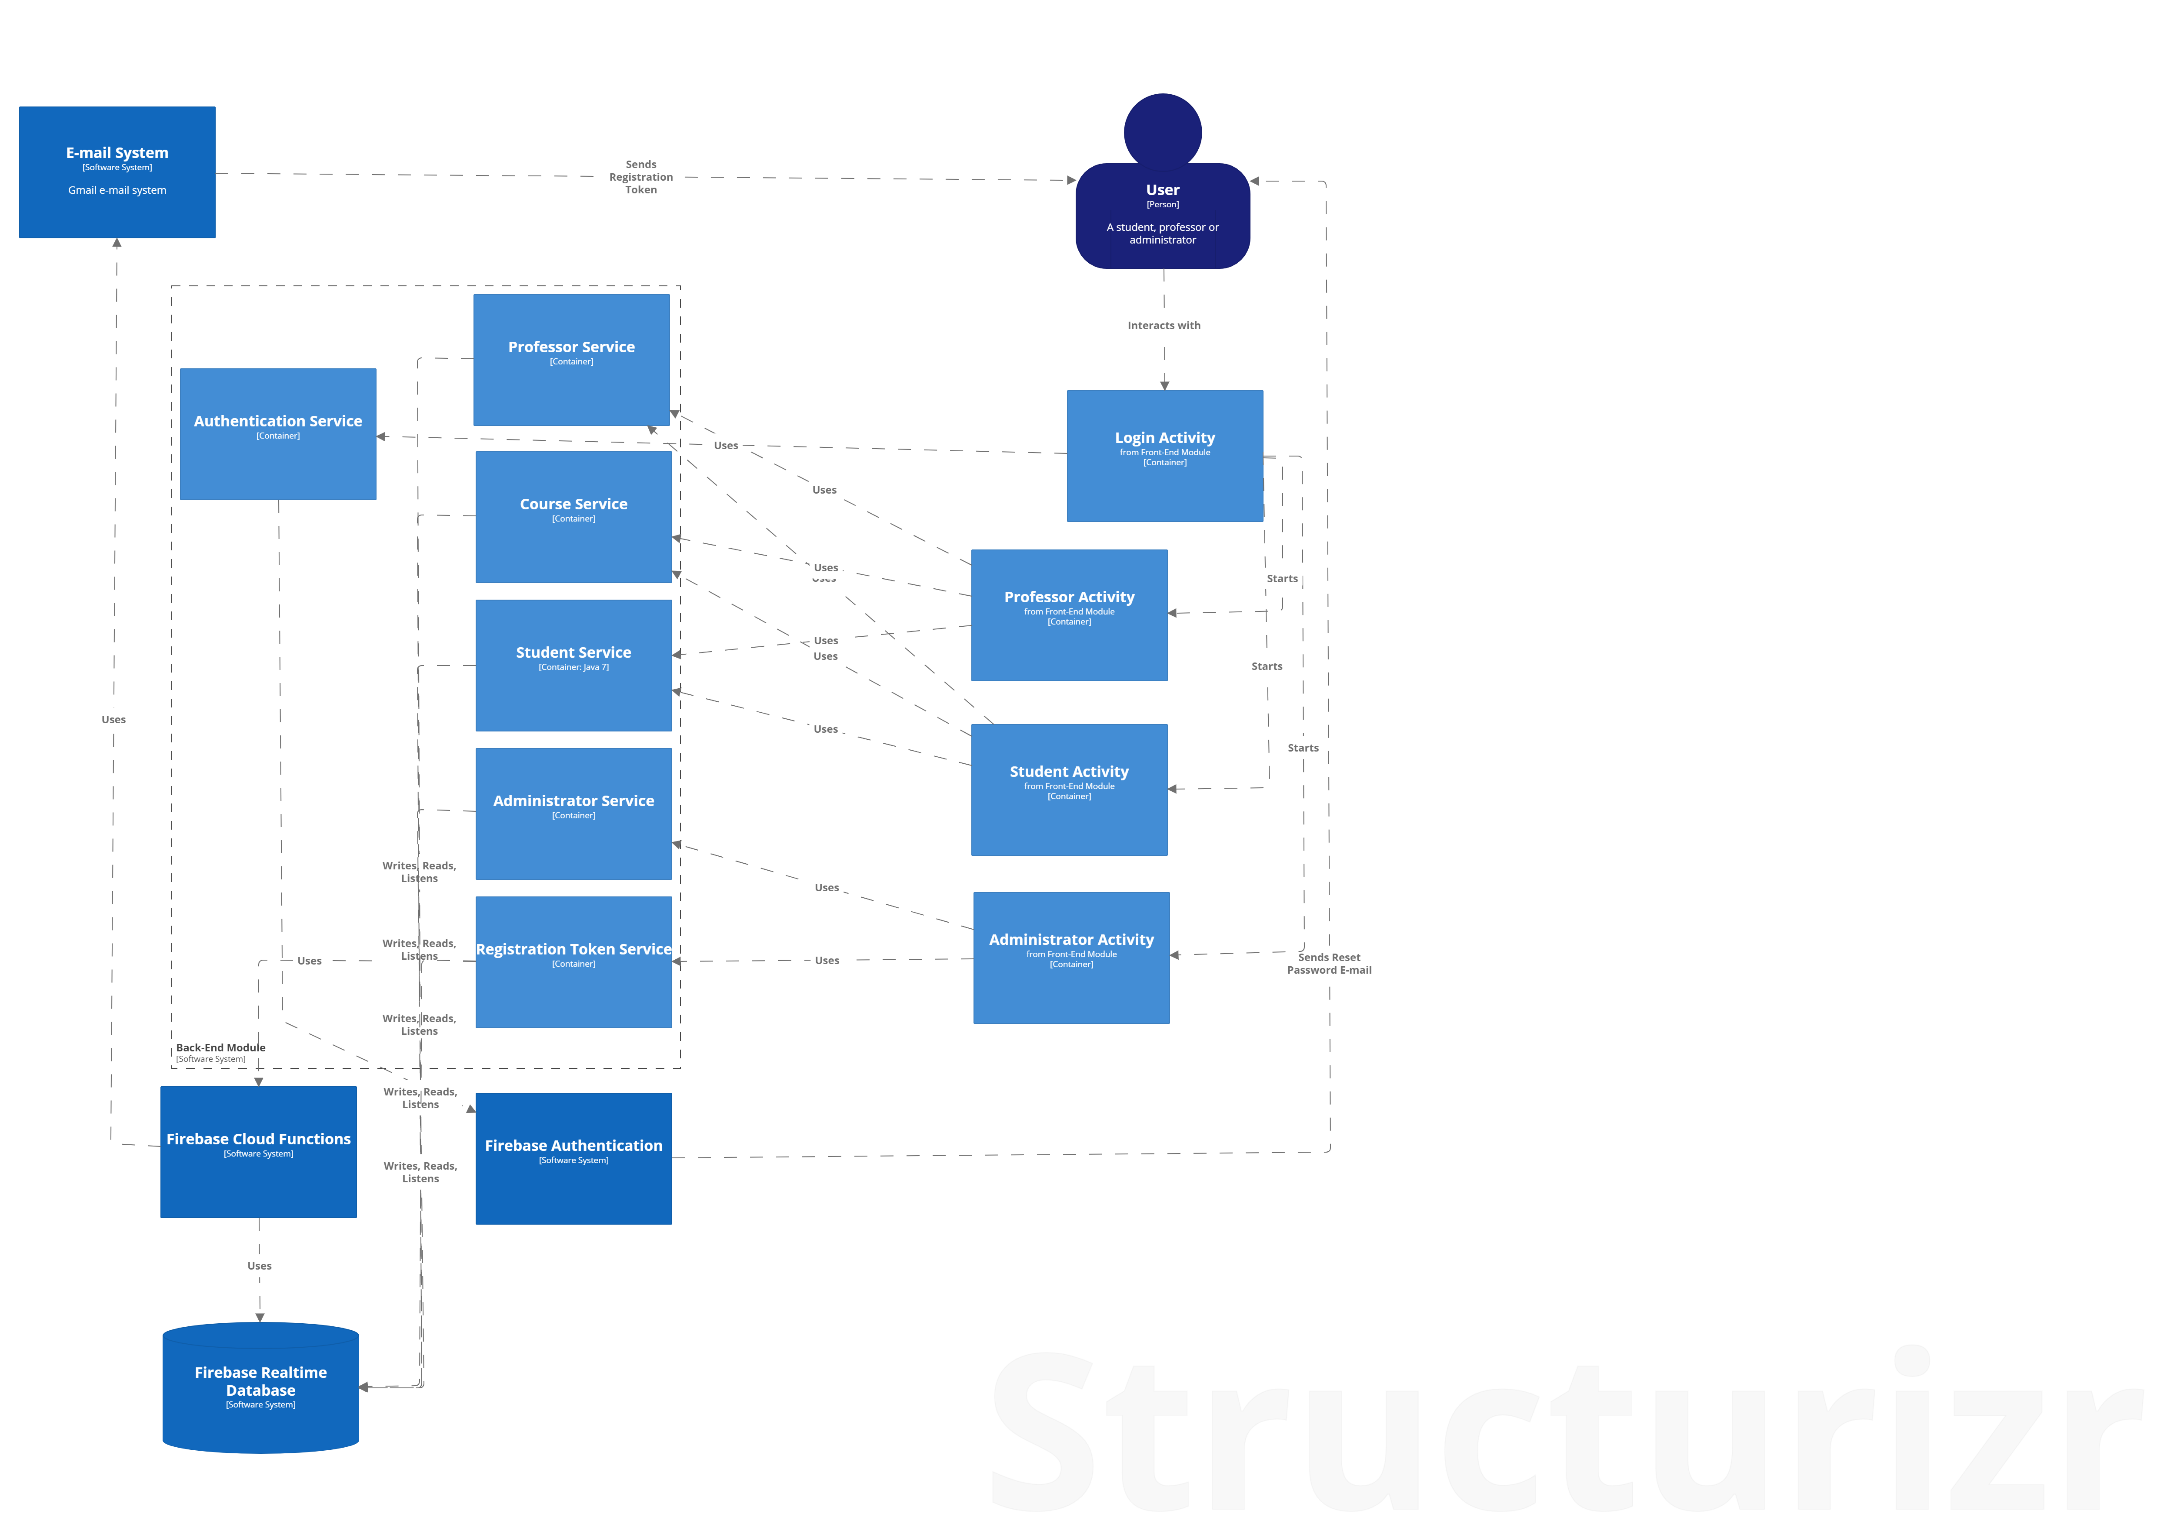 E-mail System
[Software System]
Gmail e-mail system
Sends
Registration
Token
User
[Person]
A student, professor or
administrator
Interacts with
Professor Service
[Container]
Authentication Service
[Container]
Login Activity
from Front-End Module
[Container]
Uses
Uses
Course Service
[Container]
Uses
Uses
Starts
Professor Activity
from Front-End Module
[Container]
Student Service
[Container: Java 7]
Uses
Uses
Starts
Uses
Uses
Starts
Student Activity
from Front-End Module
[Container]
Administrator Service
[Container]
Writes, Reads,
Listens
Uses
Administrator Activity
from Front-End Module
[Container]
Writes, Reads,
Listens
Registration Token Service
[Container]
Uses
Uses
Sends Reset
Password E-mail
Writes, Reads,
Listens
Back-End Module
[Software System]
Writes, Reads,
Listens
Firebase Cloud Functions
[Software System]
Firebase Authentication
[Software System]
Writes, Reads,
Listens
Uses
Firebase Realtime
Database
[Software System]
Structurizr